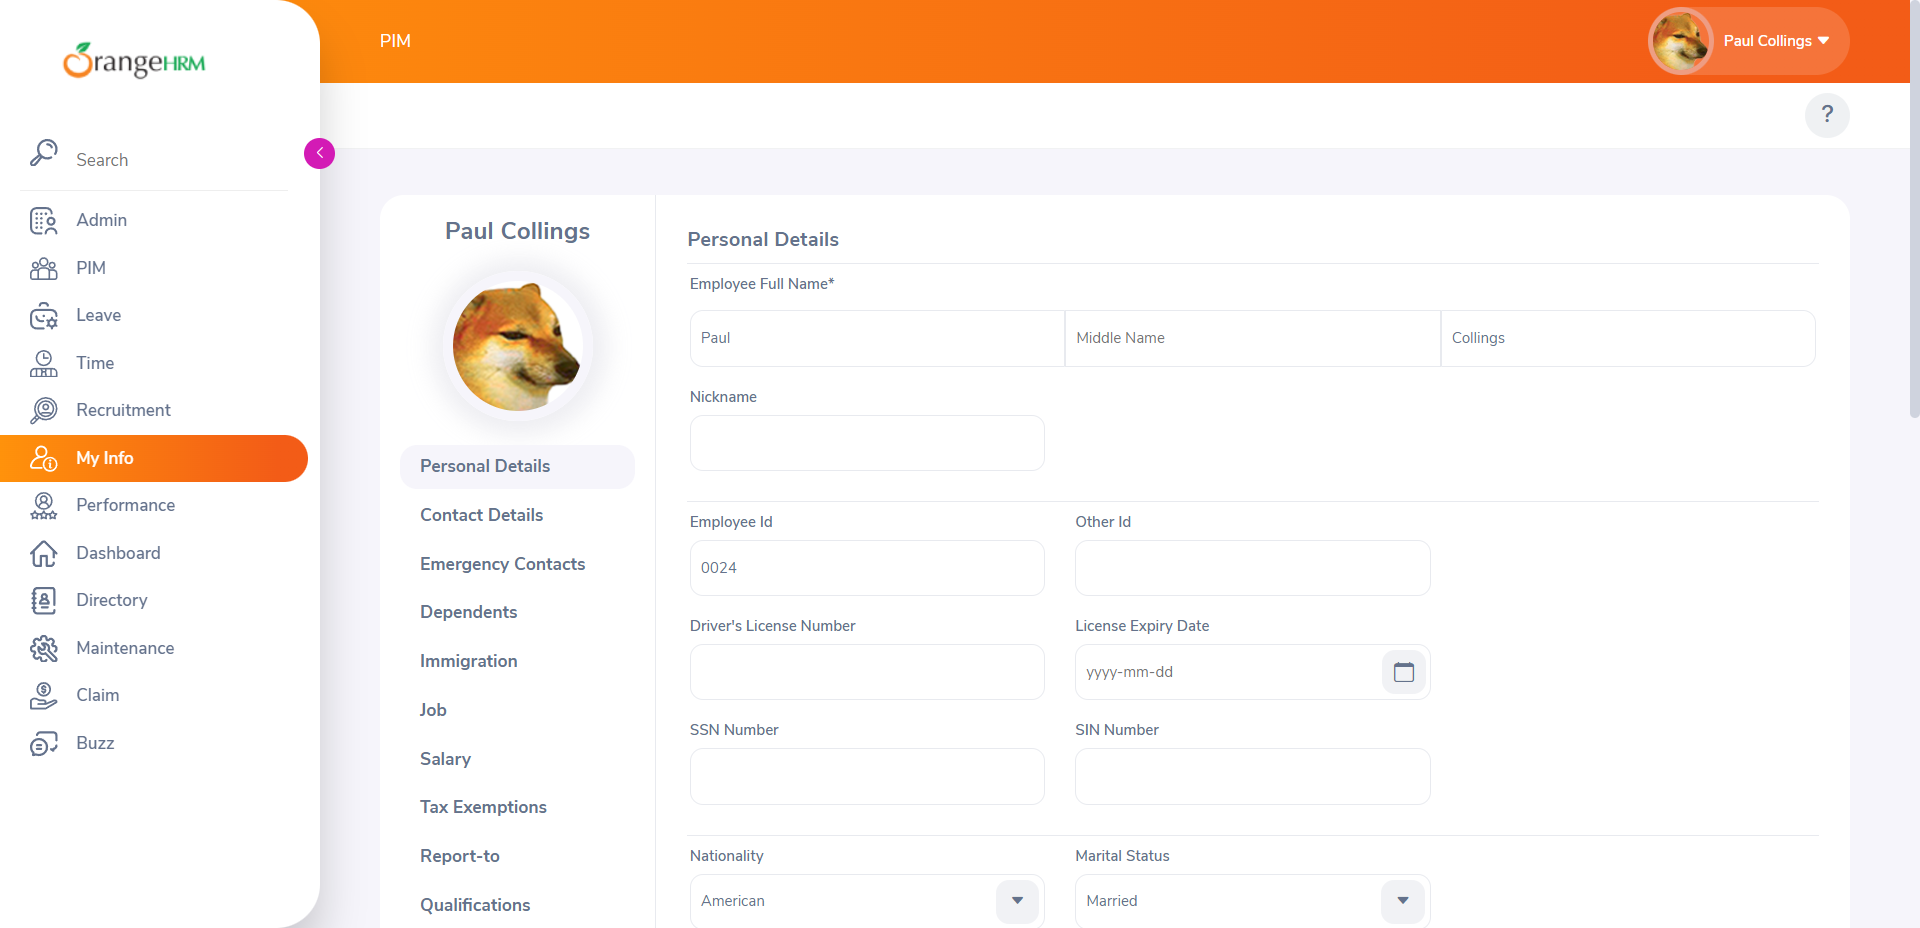 OrangeHRM
PIM
Paul Collings
?
Search
Admin
PIM
Leave
Time
Recruitment
My Info
Performance
Dashboard
Directory
Maintenance
Claim
Buzz
Paul Collings
Personal Details
Contact Details
Emergency Contacts
Dependents
Immigration
Job
Salary
Tax Exemptions
Report-to
Qualifications
Personal Details
Employee Full Name*
Paul Middle Name Collings
Nickname
Employee Id Other Id
0024
Driver's License Number License Expiry Date
yyyy-mm-dd
SSN Number SIN Number
Nationality Marital Status
American Married